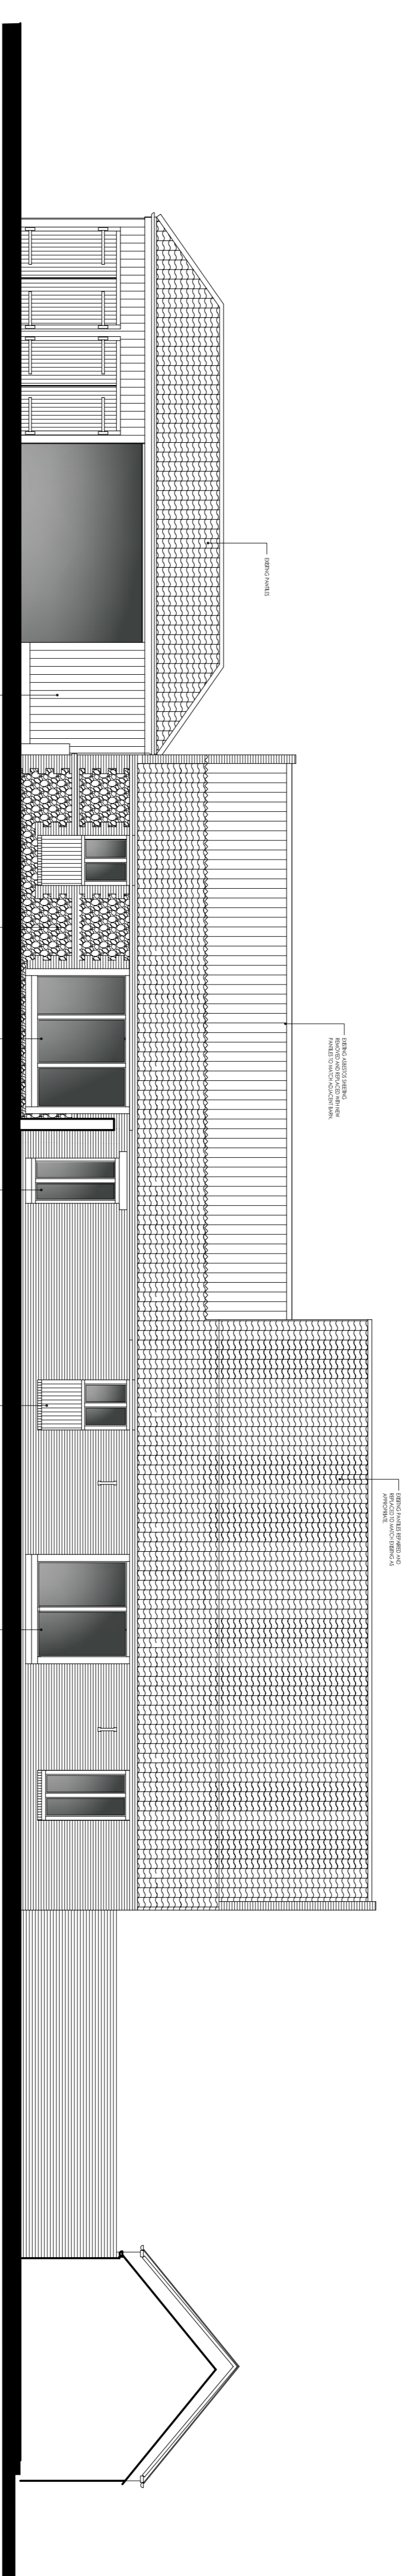 EXISTING PANTILES
EXISTING ASBESTOS SHEETING
REMOVED AND REPLACED WITH NEW
PANTILES TO MATCH ADJACENT BARN.
EXISTING PANTILES REPAIRED AND
REPLACED TO MATCH EXISTING AS
APPROPRIATE.